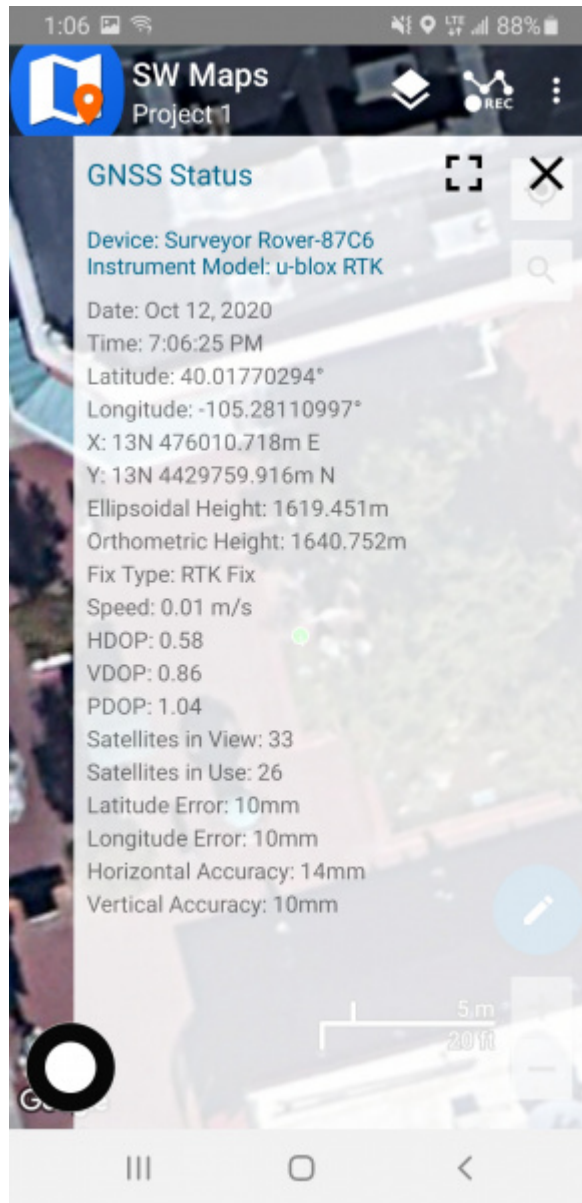 1:06 LTE 88%
SW Maps
Project 1
REC
GNSS Status
Device: Surveyor Rover-87C6
Instrument Model: u-blox RTK
Date: Oct 12, 2020
Time: 7:06:25 PM
Latitude: 40.01770294°
Longitude: -105.28110997°
X: 13N 476010.718m E
Y: 13N 4429759.916m N
Ellipsoidal Height: 1619.451m
Orthometric Height: 1640.752m
Fix Type: RTK Fix
Speed: 0.01 m/s
HDOP: 0.58
VDOP: 0.86
PDOP: 1.04
Satellites in View: 33
Satellites in Use: 26
Latitude Error: 10mm
Longitude Error: 10mm
Horizontal Accuracy: 14mm
Vertical Accuracy: 10mm
5 m
20 ft